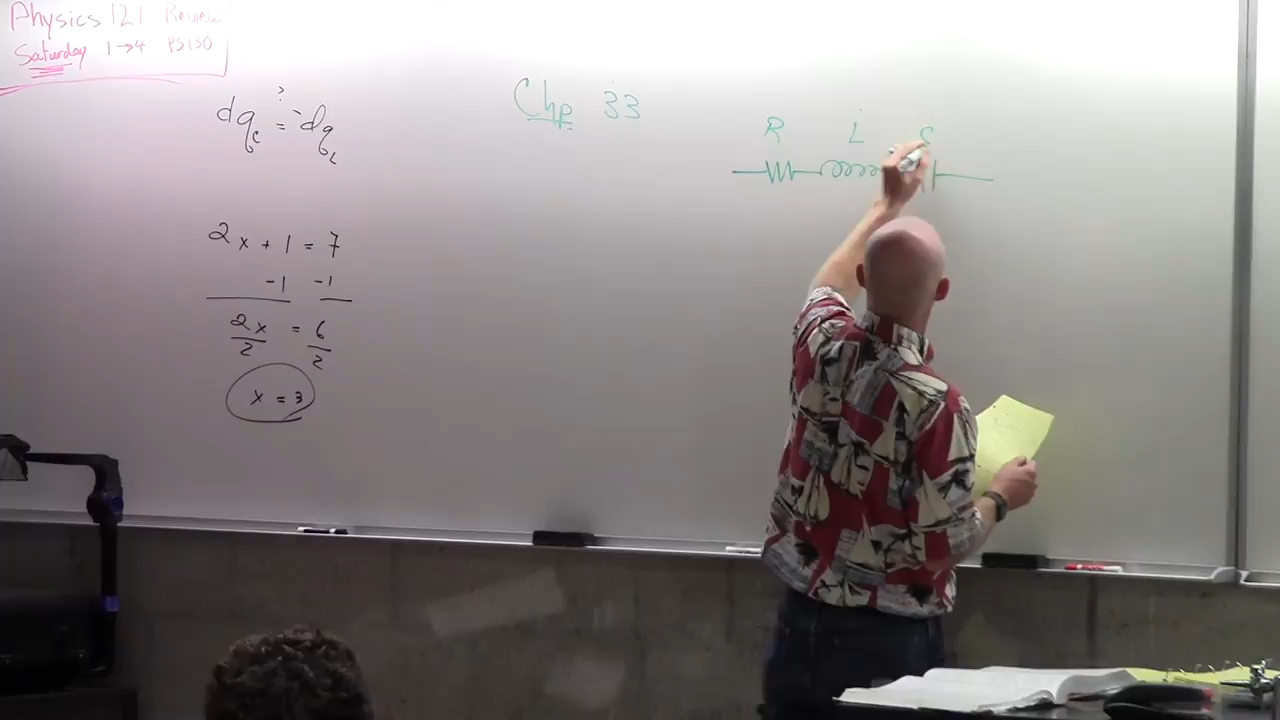 Physics 121 Review
Saturday 1→4 PS130
?
dq_c = -dq_L
2x + 1 = 7
-1 -1
2x = 6
2 2
x = 3
Chp 33
R L C